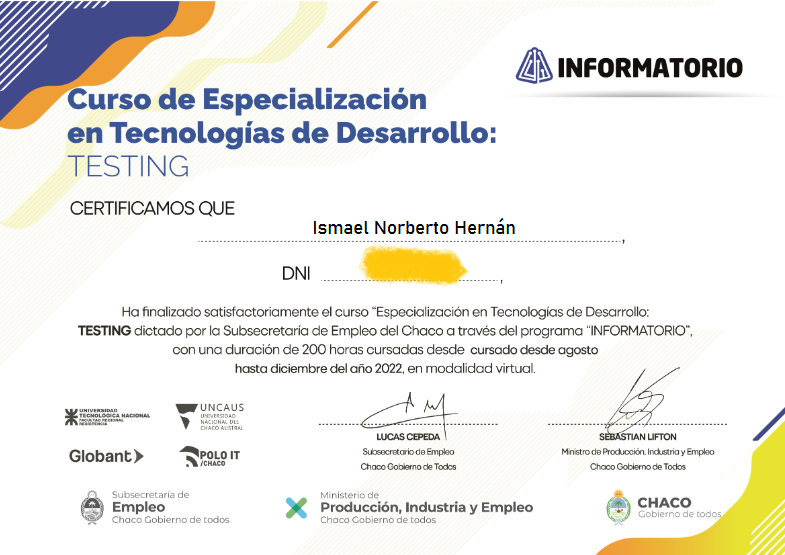 INFORMATORIO
Curso de Especialización
en Tecnologías de Desarrollo:
TESTING
CERTIFICAMOS QUE
Ismael Norberto Hernán
DNI
Ha finalizado satisfactoriamente el curso “Especialización en Tecnologías de Desarrollo:
TESTING dictado por la Subsecretaría de Empleo del Chaco a través del programa “INFORMATORIO”,
con una duración de 200 horas cursadas desde cursado desde agosto
hasta diciembre del año 2022, en modalidad virtual.
UNIVERSIDAD
TECNOLÓGICA NACIONAL
FACULTAD REGIONAL
RESISTENCIA
UNCAUS
UNIVERSIDAD
NACIONAL DEL
CHACO AUSTRAL
Globant
POLO IT
/CHACO
LUCAS CEPEDA
Subsecretario de Empleo
Chaco Gobierno de Todos
SEBASTIAN LIFTON
Ministro de Producción, Industria y Empleo
Chaco Gobierno de Todos
Subsecretaría de
Empleo
Chaco Gobierno de todos
Ministerio de
Producción, Industria y Empleo
Chaco Gobierno de todos
CHACO
Gobierno de todos